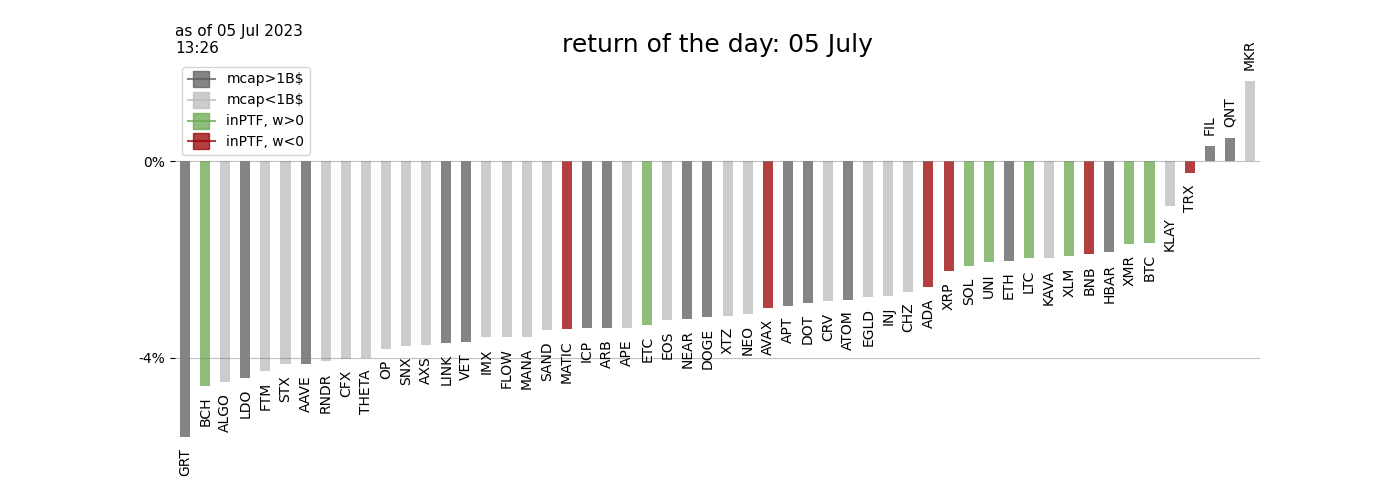 as of 05 Jul 2023
13:26
return of the day: 05 July
mcap>1B$
mcap<1B$
inPTF, w>0
inPTF, w<0
0%
-4%
GRT
BCH
ALGO
LDO
FTM
STX
AAVE
RNDR
CFX
THETA
OP
SNX
AXS
LINK
VET
IMX
FLOW
MANA
SAND
MATIC
ICP
ARB
APE
ETC
EOS
NEAR
DOGE
XTZ
NEO
AVAX
APT
DOT
CRV
ATOM
EGLD
INJ
CHZ
ADA
XRP
SOL
UNI
ETH
LTC
KAVA
XLM
BNB
HBAR
XMR
BTC
KLAY
TRX
FIL
QNT
MKR